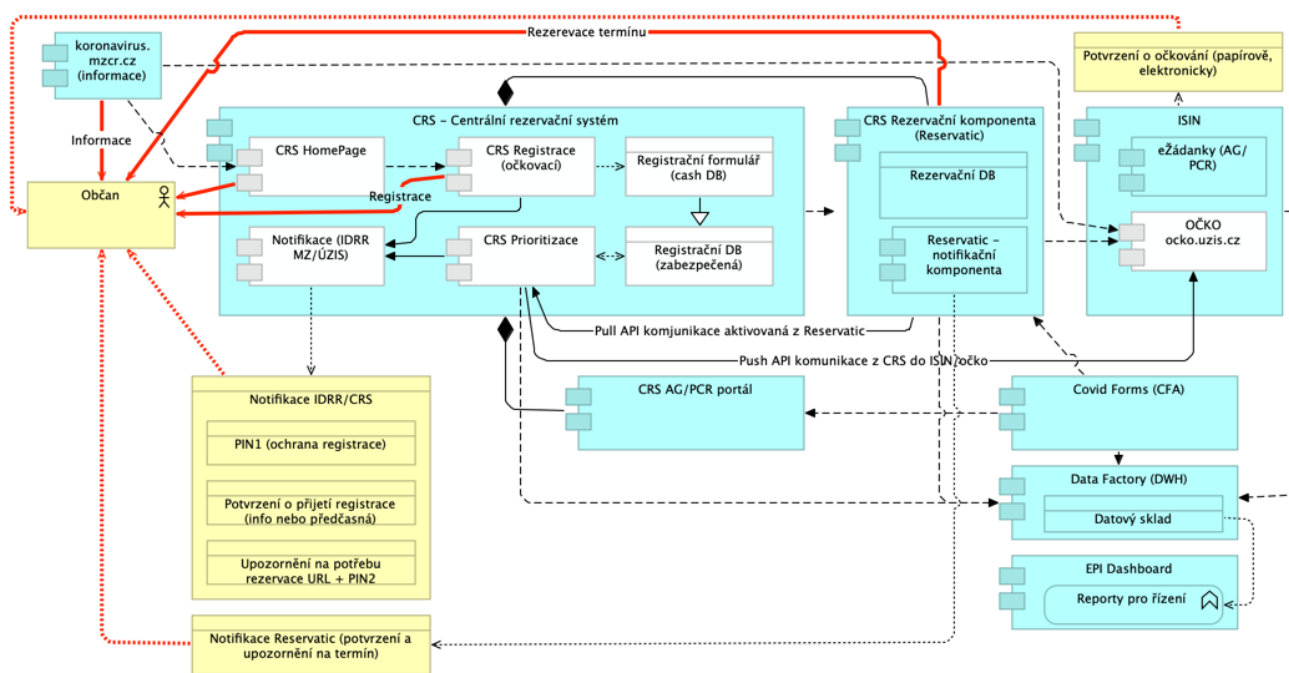 Rezerevace termínu
koronavirus.
mzcr.cz
(informace)
Potvrzení o očkování (papírově,
elektronicky)
Informace
CRS – Centrální rezervační systém
CRS HomePage
CRS Registrace
(očkovací)
Registrační formulář
(cash DB)
CRS Rezervační komponenta
(Reservatic)
Rezervační DB
ISIN
eŽádanky (AG/
PCR)
Občan
Registrace
Notifikace (IDRR
MZ/ÚZIS)
CRS Prioritizace
Registrační DB
(zabezpečená)
Reservatic –
notifikační
komponenta
OČKO
ocko.uzis.cz
Pull API komjunikace aktivovaná z Reservatic
Push API komunikace z CRS do ISIN/očko
Notifikace IDRR/CRS
PIN1 (ochrana registrace)
Potvrzení o přijetí registrace
(info nebo předčasná)
Upozornění na potřebu
rezervace URL + PIN2
CRS AG/PCR portál
Covid Forms (CFA)
Data Factory (DWH)
Datový sklad
EPI Dashboard
Reporty pro řízení
Notifikace Reservatic (potvrzení a
upozornění na termín)